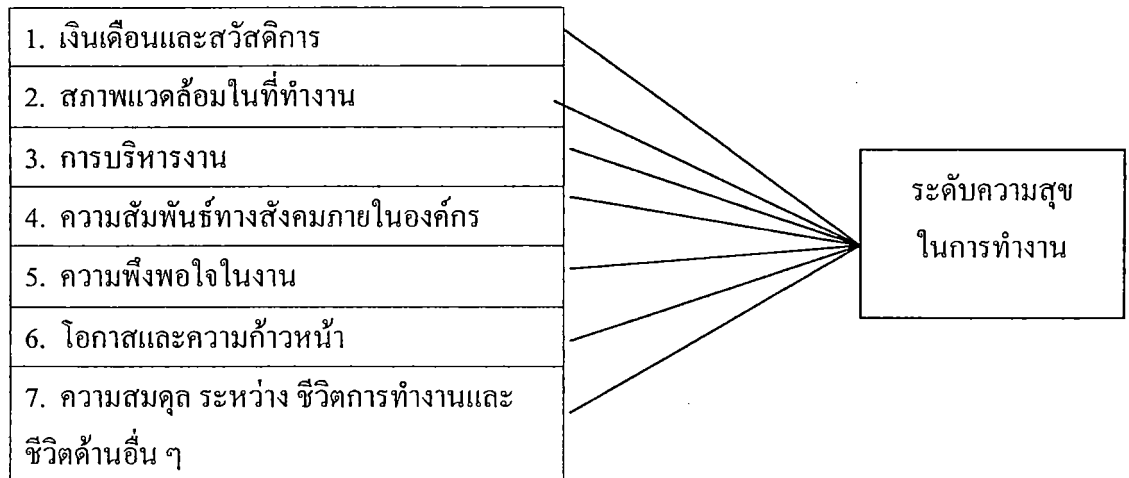 1. เงินเดือนและสวัสดิการ
2. สภาพแวดล้อมในที่ทำงาน
3. การบริหารงาน
4. ความสัมพันธ์ทางสังคมภายในองค์กร
5. ความพึงพอใจในงาน
6. โอกาสและความก้าวหน้า
7. ความสมดุล ระหว่าง ชีวิตการทำงานและ
ชีวิตด้านอื่น ๆ
ระดับความสุข
ในการทำงาน